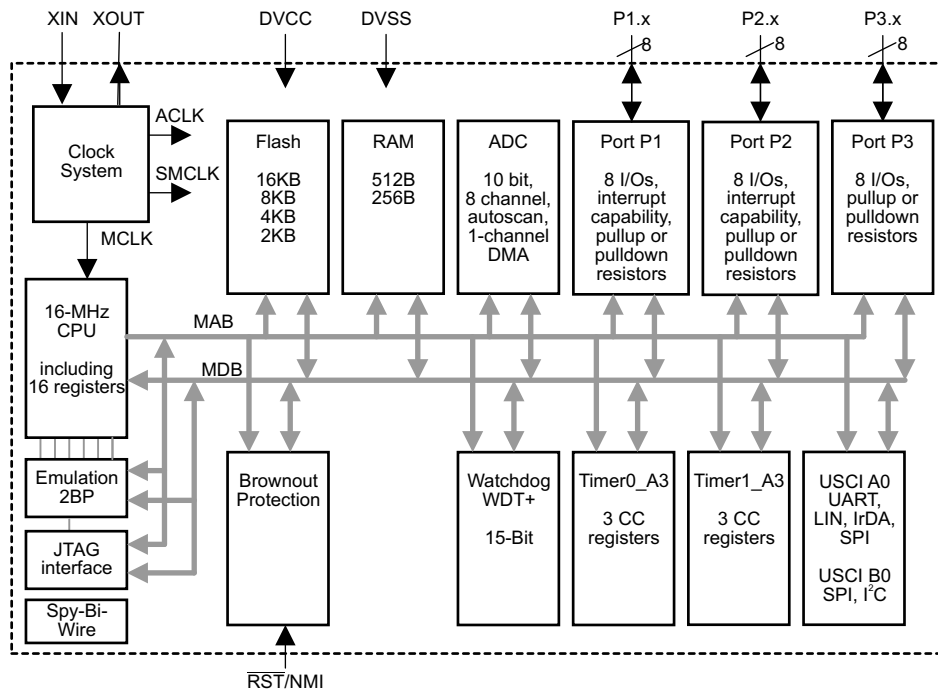 XIN
XOUT
DVCC
DVSS
P1.x
P2.x
P3.x
8
8
8
Clock
System
ACLK
SMCLK
MCLK
Flash
16KB
8KB
4KB
2KB
RAM
512B
256B
ADC
10 bit,
8 channel,
autoscan,
1-channel
DMA
Port P1
8 I/Os,
interrupt
capability,
pullup or
pulldown
resistors
Port P2
8 I/Os,
interrupt
capability,
pullup or
pulldown
resistors
Port P3
8 I/Os,
pullup or
pulldown
resistors
16-MHz
CPU
including
16 registers
MAB
MDB
Emulation
2BP
JTAG
interface
Spy-Bi-
Wire
Brownout
Protection
Watchdog
WDT+
15-Bit
Timer0_A3
3 CC
registers
Timer1_A3
3 CC
registers
USCI A0
UART,
LIN, IrDA,
SPI
USCI B0
SPI, I²C
RST/NMI